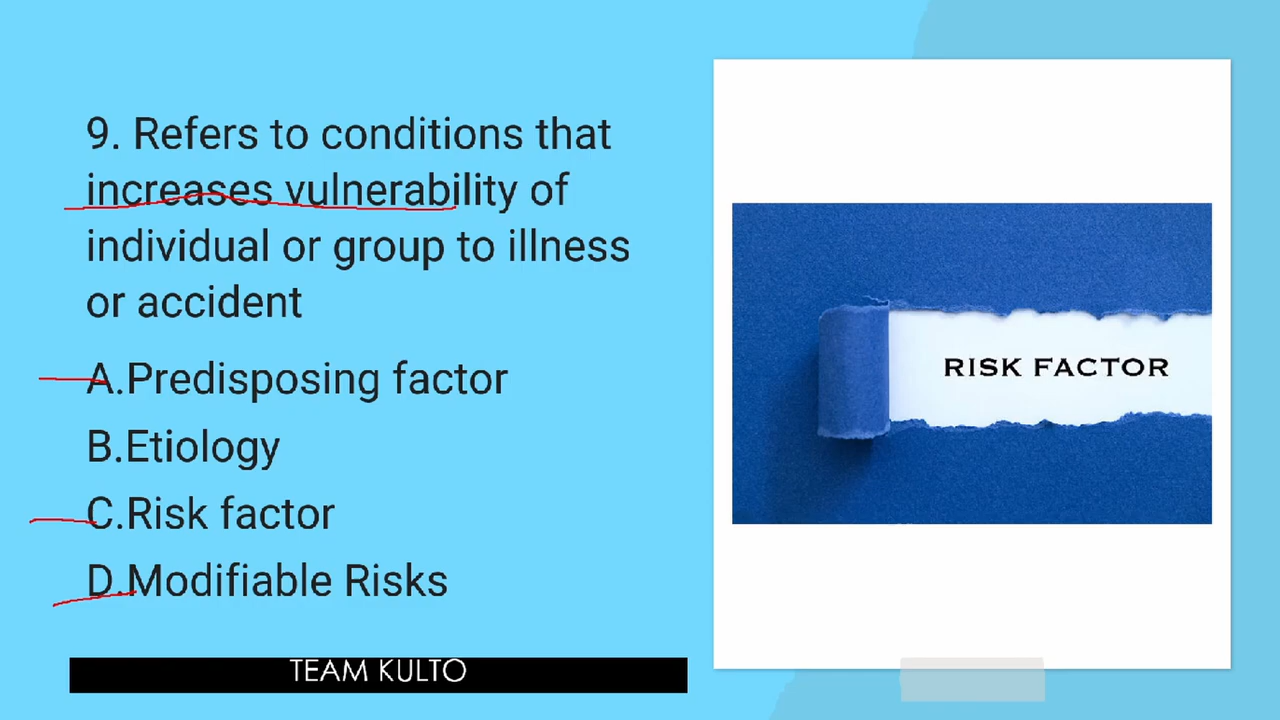 9. Refers to conditions that
increases vulnerability of
individual or group to illness
or accident
A.Predisposing factor
B.Etiology
C.Risk factor
D.Modifiable Risks
TEAM KULTO
RISK FACTOR